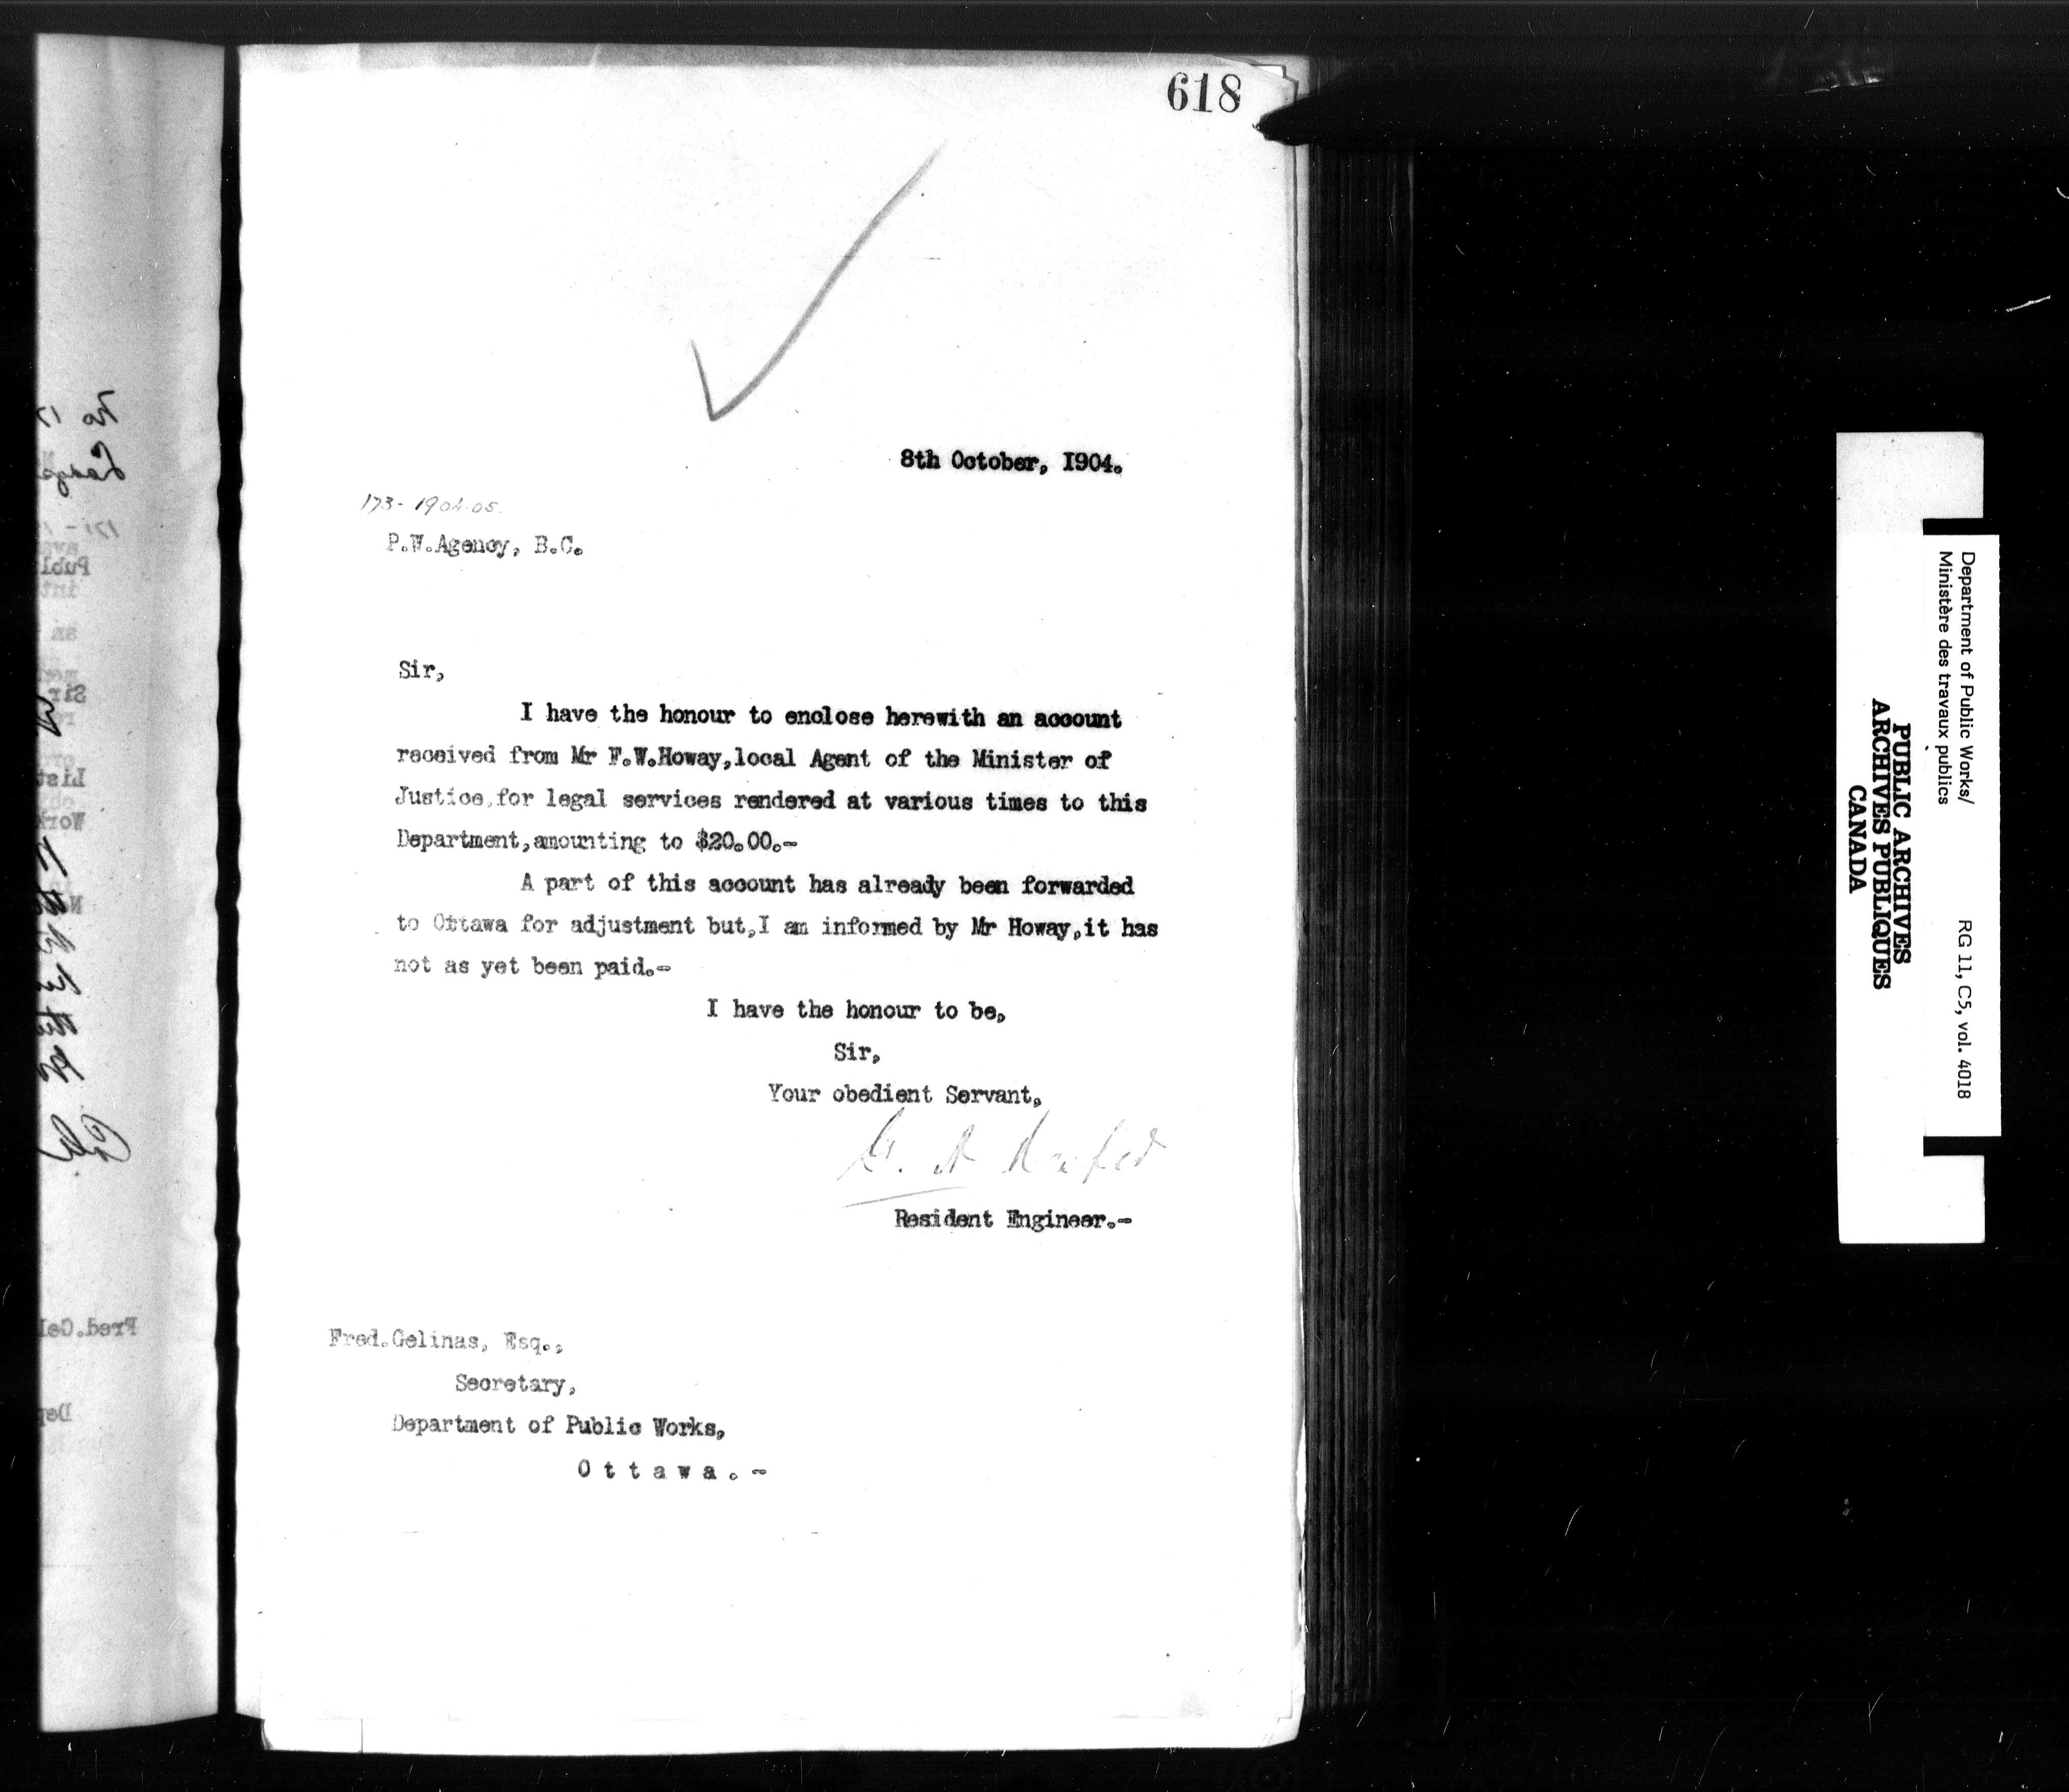 618
8th October, 1904.
173-1904-05.
P.W.Agency, B.C.
Sir,
I have the honour to enclose herewith an account
received from Mr F.W.Howay,local Agent of the Minister of
Justice,for legal services rendered at various times to this
Department,amounting to $20.00.-
A part of this account has already been forwarded
to Ottawa for adjustment but,I am informed by Mr Howay,it has
not as yet been paid.-
I have the honour to be,
Sir,
Your obedient Servant,
G. A.
Resident Engineer.-
Fred.Gelinas, Esq.,
Secretary,
Department of Public Works,
O t t a w a . -
Department of Public Works/
Ministère des travaux publics
RG 11, C5, vol. 4018
PUBLIC ARCHIVES
ARCHIVES PUBLIQUES
CANADA